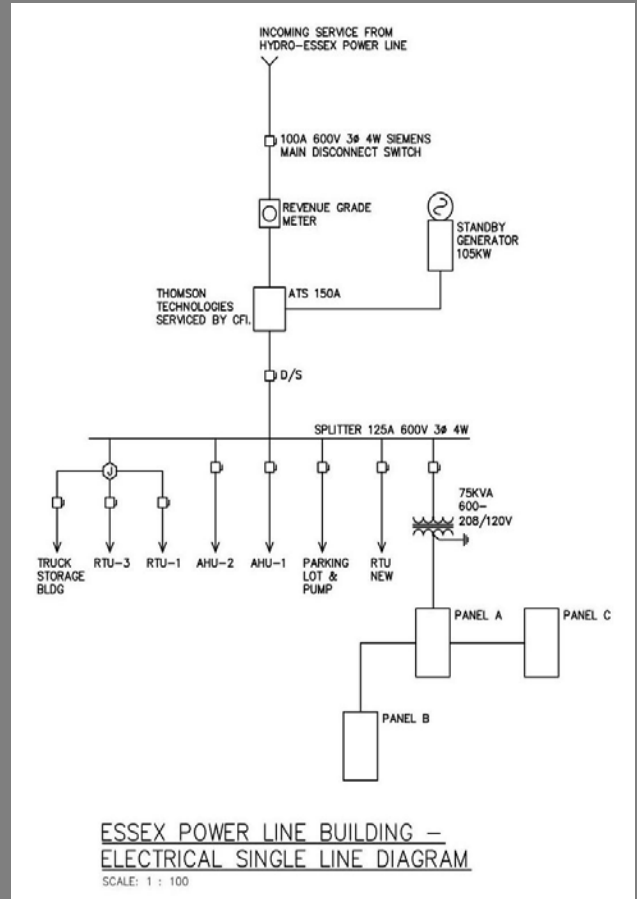 INCOMING SERVICE FROM
HYDRO-ESSEX POWER LINE
100A 600V 3ø 4W SIEMENS
MAIN DISCONNECT SWITCH
REVENUE GRADE
METER
STANDBY
GENERATOR
105KW
THOMSON
TECHNOLOGIES
SERVICED BY CFI.
ATS 150A
D/S
SPLITTER 125A 600V 3ø 4W
J
75KVA
600-
208/120V
TRUCK
STORAGE
BLDG
RTU-3
RTU-1
AHU-2
AHU-1
PARKING
LOT &
PUMP
RTU
NEW
PANEL A
PANEL C
PANEL B
ESSEX POWER LINE BUILDING -
ELECTRICAL SINGLE LINE DIAGRAM
SCALE: 1 : 100